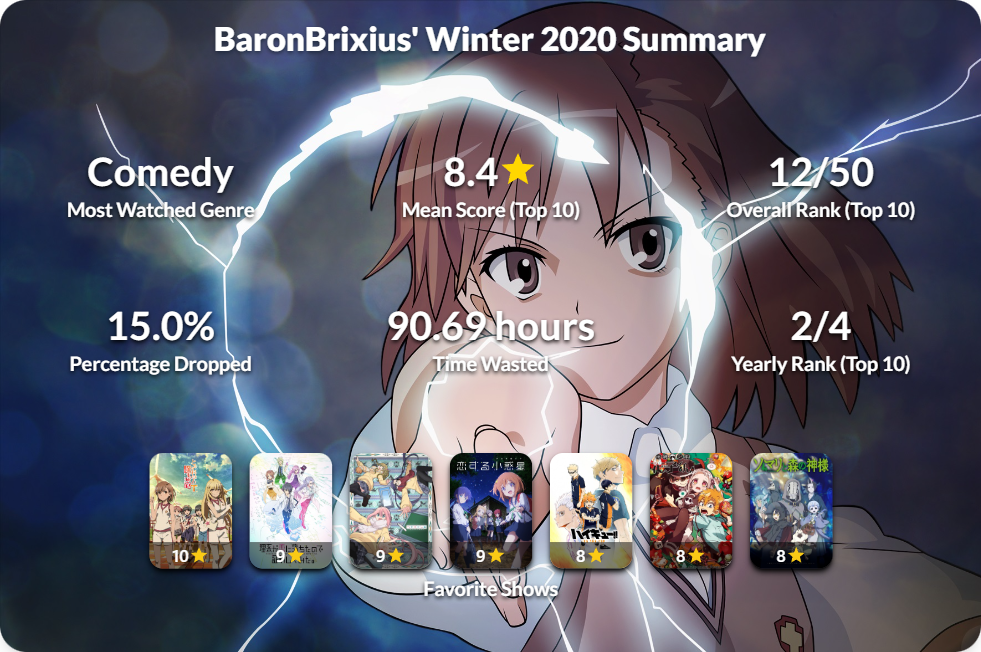 BaronBrixius' Winter 2020 Summary
Comedy
Most Watched Genre
8.4
Mean Score (Top 10)
12/50
Overall Rank (Top 10)
15.0%
Percentage Dropped
90.69 hours
Time Wasted
2/4
Yearly Rank (Top 10)
恋する小惑星
ソマリと森の神様
ハイキュー!!
10
9
9
9
8
8
8
Favorite Shows